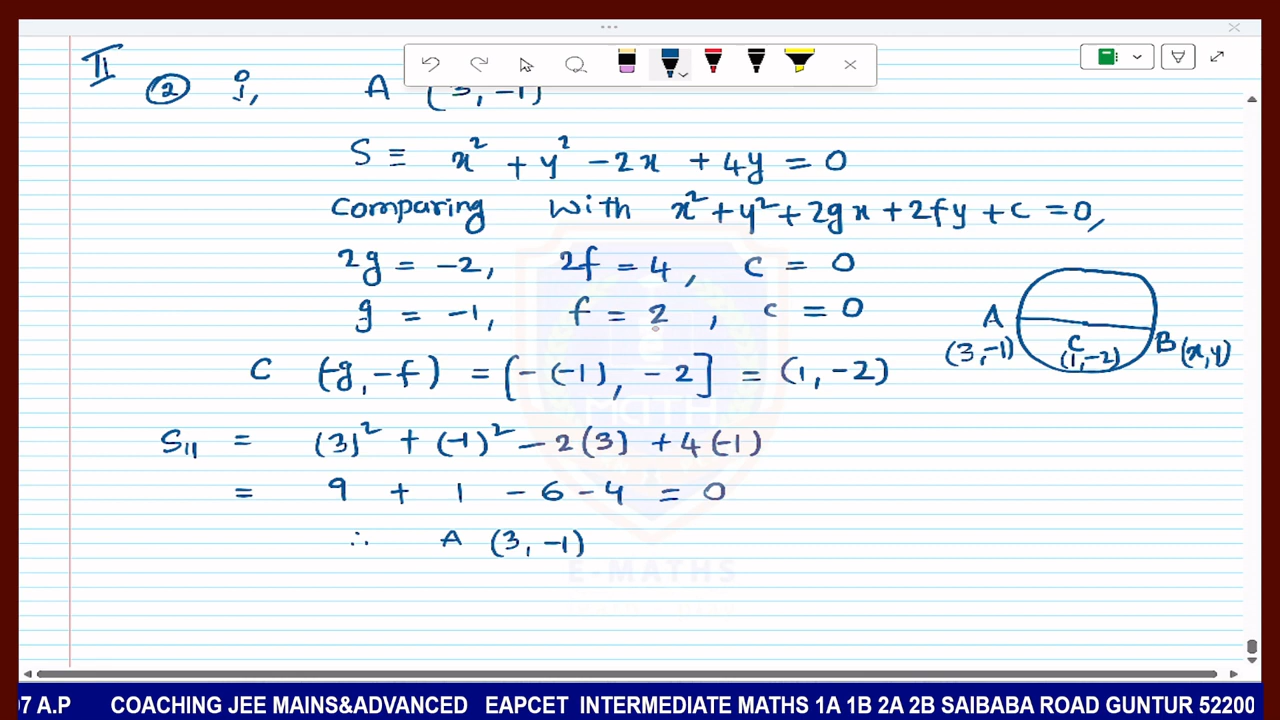 II
② i, A (3, -1)
S ≡ x² + y² - 2x + 4y = 0
Comparing with x² + y² + 2gx + 2fy + c = 0,
2g = -2, 2f = 4, c = 0
g = -1, f = 2, c = 0
A (3, -1) C (1, -2) B (x, y)
C (-g, -f) = [-(-1), -2] = (1, -2)
S₁₁ = (3)² + (-1)² - 2(3) + 4(-1)
= 9 + 1 - 6 - 4 = 0
∴ A (3, -1)
E-MATHS
07 A.P COACHING JEE MAINS&ADVANCED EAPCET INTERMEDIATE MATHS 1A 1B 2A 2B SAIBABA ROAD GUNTUR 52200